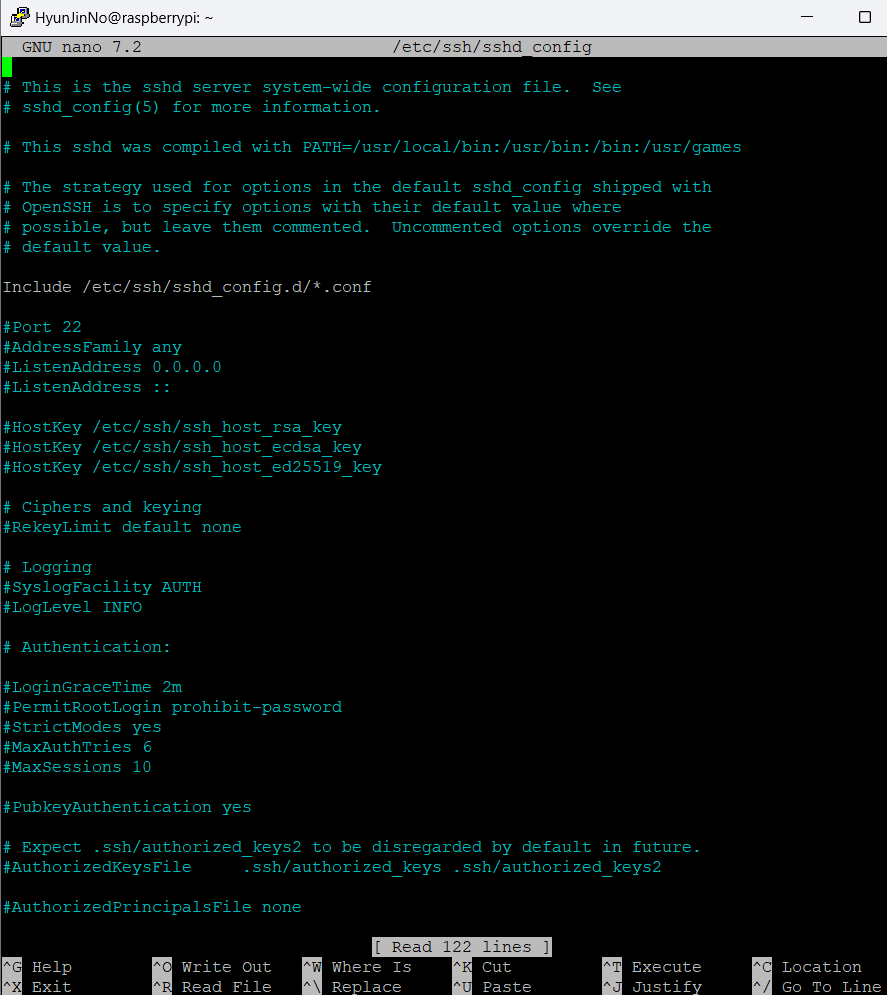 HyunJinNo@raspberrypi: ~
GNU nano 7.2 /etc/ssh/sshd_config
# This is the sshd server system-wide configuration file.  See
# sshd_config(5) for more information.
# This sshd was compiled with PATH=/usr/local/bin:/usr/bin:/bin:/usr/games
# The strategy used for options in the default sshd_config shipped with
# OpenSSH is to specify options with their default value where
# possible, but leave them commented.  Uncommented options override the
# default value.
Include /etc/ssh/sshd_config.d/*.conf
#Port 22
#AddressFamily any
#ListenAddress 0.0.0.0
#ListenAddress ::
#HostKey /etc/ssh/ssh_host_rsa_key
#HostKey /etc/ssh/ssh_host_ecdsa_key
#HostKey /etc/ssh/ssh_host_ed25519_key
# Ciphers and keying
#RekeyLimit default none
# Logging
#SyslogFacility AUTH
#LogLevel INFO
# Authentication:
#LoginGraceTime 2m
#PermitRootLogin prohibit-password
#StrictModes yes
#MaxAuthTries 6
#MaxSessions 10
#PubkeyAuthentication yes
# Expect .ssh/authorized_keys2 to be disregarded by default in future.
#AuthorizedKeysFile     .ssh/authorized_keys .ssh/authorized_keys2
#AuthorizedPrincipalsFile none
[ Read 122 lines ]
^G Help ^O Write Out ^W Where Is ^K Cut ^T Execute ^C Location
^X Exit ^R Read File ^\ Replace ^U Paste ^J Justify ^/ Go To Line